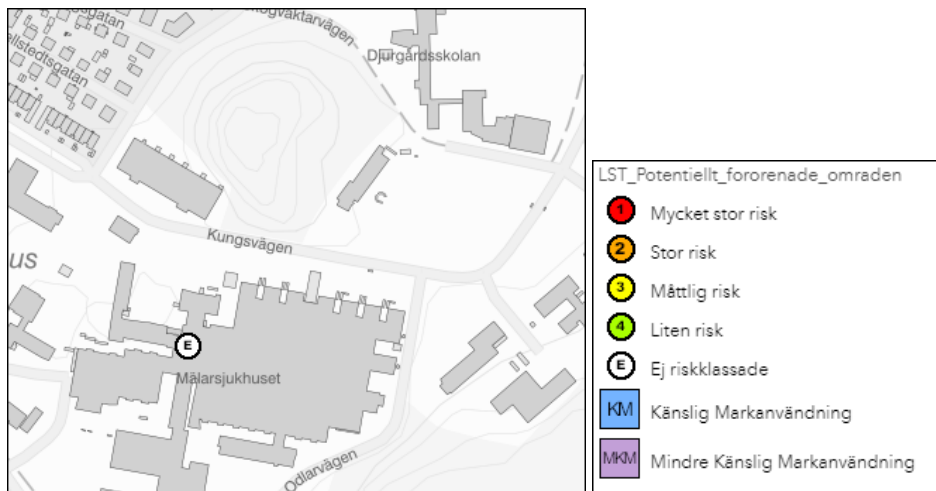 Skogvaktarvägen
Djurgårdsskolan
Kungsvägen
E
Mälarsjukhuset
Odlarvägen
LST_Potentiellt_fororenade_omraden
1 Mycket stor risk
2 Stor risk
3 Måttlig risk
4 Liten risk
E Ej riskklassade
KM Känslig Markanvändning
MKM Mindre Känslig Markanvändning